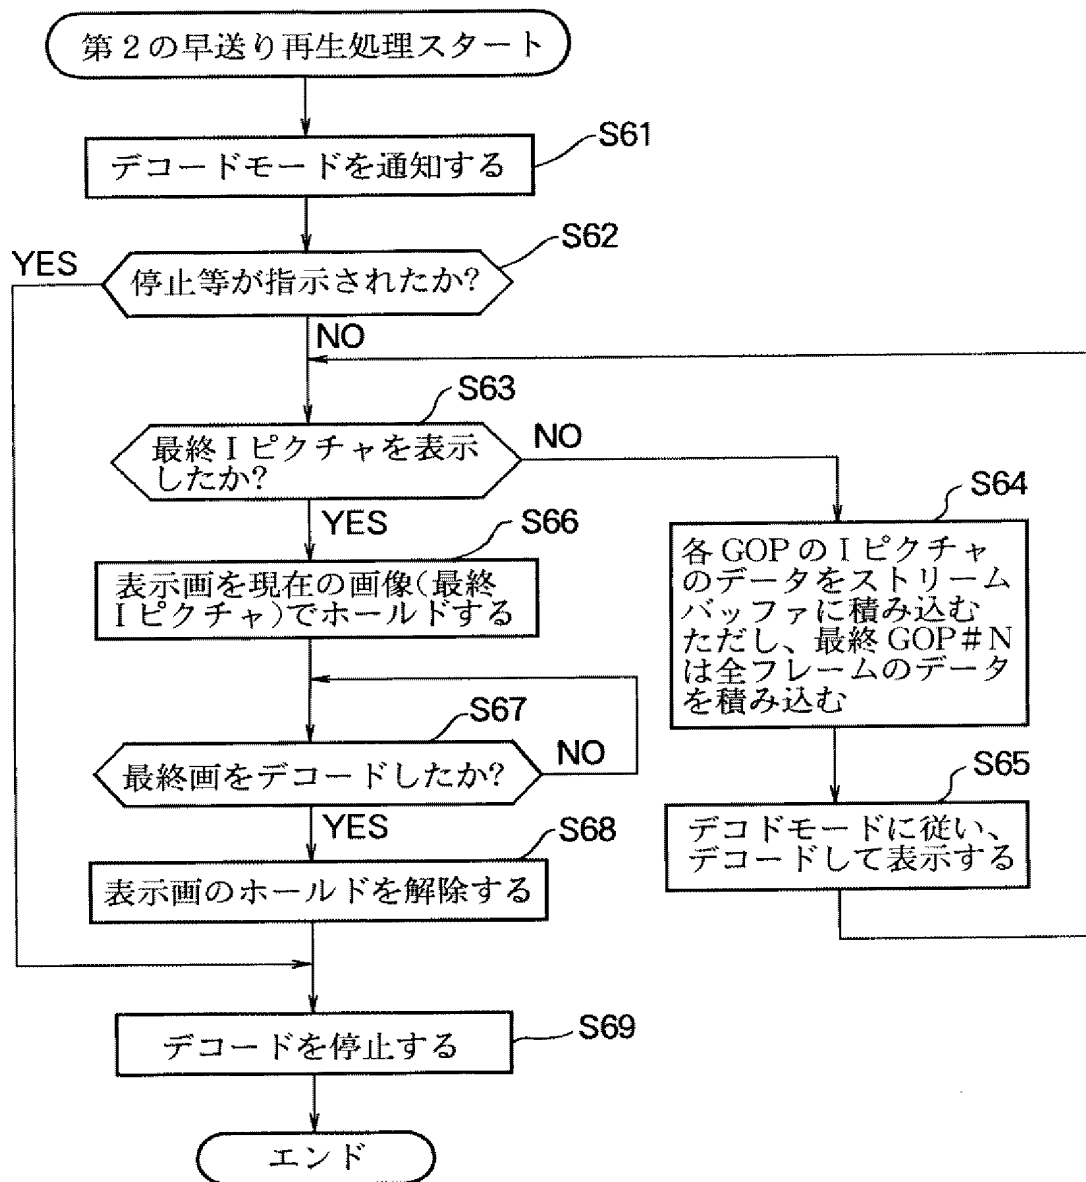 第2の早送り再生処理スタート
S61
デコードモードを通知する
S62
YES
停止等が指示されたか?
NO
S63
最終Iピクチャを表示
したか?
NO
YES
S64
各GOPのIピクチャ
のデータをストリーム
バッファに積み込む
ただし、最終GOP#N
は全フレームのデータ
を積み込む
S65
デコドモードに従い、
デコードして表示する
S66
表示画を現在の画像(最終
Iピクチャ)でホールドする
S67
最終画をデコードしたか?
NO
YES
S68
表示画のホールドを解除する
S69
デコードを停止する
エンド